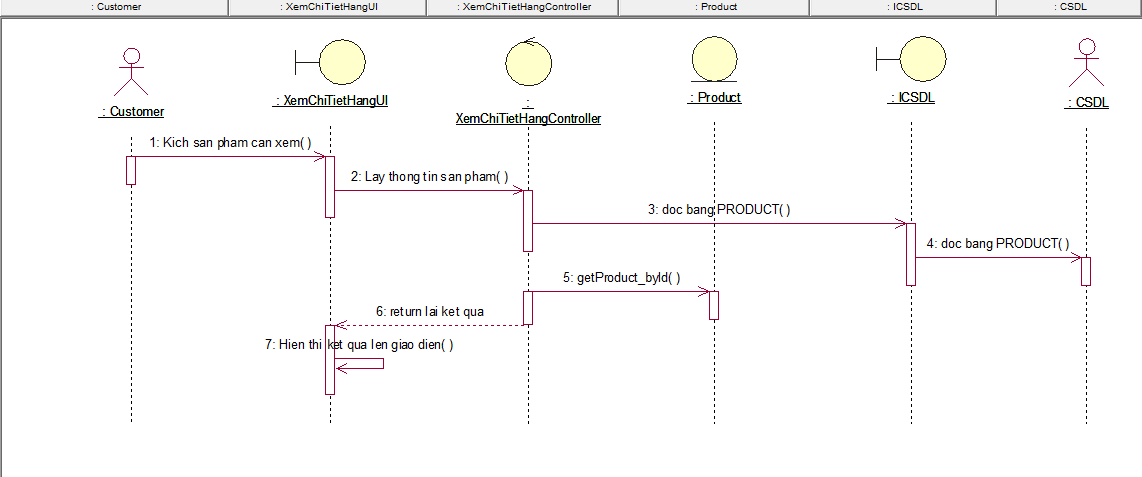 : Customer
: XemChiTietHangUI
: XemChiTietHangController
: Product
: ICSDL
: CSDL
: Customer
: XemChiTietHangUI
:
XemChiTietHangController
: Product
: ICSDL
: CSDL
1: Kich san pham can xem( )
2: Lay thong tin san pham( )
3: doc bang PRODUCT( )
4: doc bang PRODUCT( )
5: getProduct_byId( )
6: return lai ket qua
7: Hien thi ket qua len giao dien( )